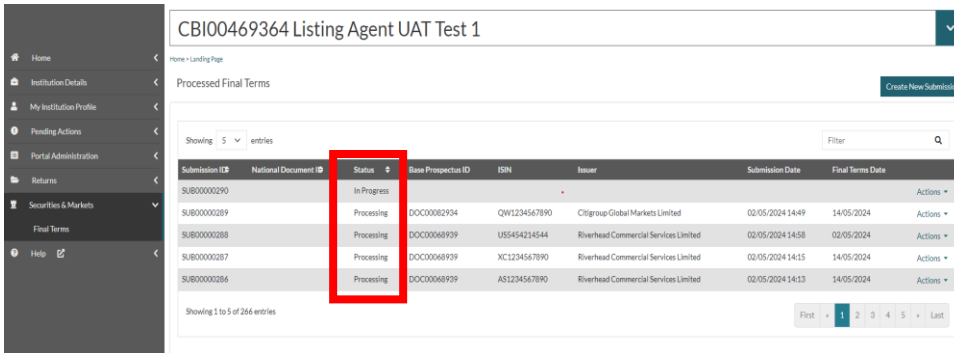 CBI00469364 Listing Agent UAT Test 1
Home
Institution Details
My Institution Profile
Pending Actions
Portal Administration
Returns
Securities & Markets
Final Terms
Help
Home > Landing Page
Processed Final Terms
Create New Submissio
Showing 5 entries
Filter
Submission ID National Document ID Status Base Prospectus ID ISIN Issuer Submission Date Final Terms Date
SUB00000290 In Progress Actions
SUB00000289 Processing DOC00082934 QW1234567890 Citigroup Global Markets Limited 02/05/2024 14:49 14/05/2024 Actions
SUB00000288 Processing DOC00068939 US5454214544 Riverhead Commercial Services Limited 02/05/2024 14:58 02/05/2024 Actions
SUB00000287 Processing DOC00068939 XC1234567890 Riverhead Commercial Services Limited 02/05/2024 14:15 14/05/2024 Actions
SUB00000286 Processing DOC00068939 AS1234567890 Riverhead Commercial Services Limited 02/05/2024 14:13 14/05/2024 Actions
Showing 1 to 5 of 266 entries
First « 1 2 3 4 5 » Last